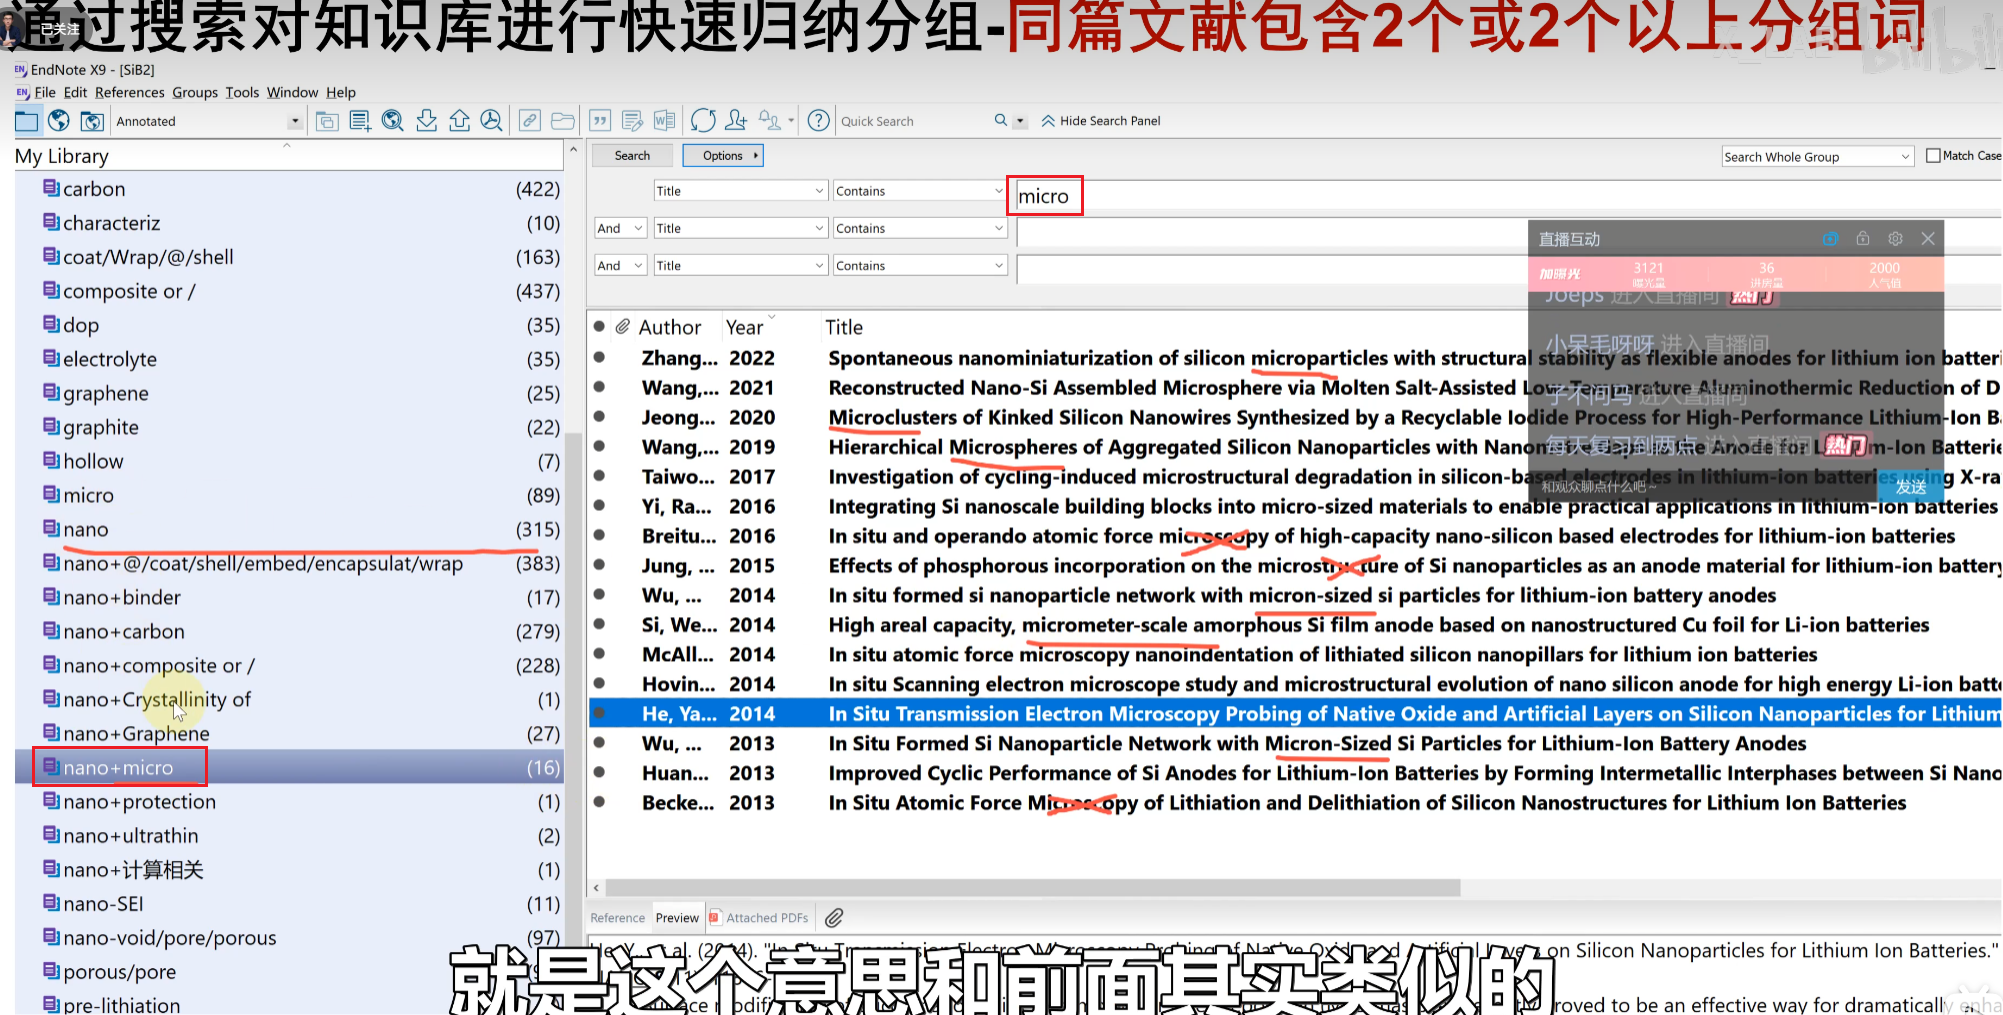 通过搜索对知识库进行快速归纳分组-同篇文献包含2个或2个以上分组词
已关注
EndNote X9 - [SiB2]
File Edit References Groups Tools Window Help
Annotated
Quick Search
Hide Search Panel
My Library
carbon (422)
characteriz (10)
coat/Wrap/@/shell (163)
composite or / (437)
dop (35)
electrolyte (35)
graphene (25)
graphite (22)
hollow (7)
micro (89)
nano (315)
nano+@/coat/shell/embed/encapsulat/wrap (383)
nano+binder (17)
nano+carbon (279)
nano+composite or / (228)
nano+Crystallinity of (1)
nano+Graphene (27)
nano+micro (16)
nano+protection (1)
nano+ultrathin (2)
nano+计算相关 (1)
nano-SEI (11)
nano-void/pore/porous (97)
porous/pore
pre-lithiation
Search Options
Search Whole Group Match Case
Title Contains micro
And Title Contains
And Title Contains
直播互动
加曝光 3121 曝光量 36 进房量 2000 人气值
Joeps 进入直播间 热门
小呆毛呀呀 进入直播间
子不问马 进入直播间
每天复习到两点 进入直播间 热门
和观众聊点什么吧~ 发送
Author Year Title
Zhang... 2022 Spontaneous nanominiaturization of silicon microparticles with structural stability as flexible anodes for lithium ion batteri
Wang,... 2021 Reconstructed Nano-Si Assembled Microsphere via Molten Salt-Assisted Low-Temperature Aluminothermic Reduction of D
Jeong... 2020 Microclusters of Kinked Silicon Nanowires Synthesized by a Recyclable Iodide Process for High-Performance Lithium-Ion B
Wang,... 2019 Hierarchical Microspheres of Aggregated Silicon Nanoparticles with Nanom Anode for L m-Ion Batterie
Taiwo... 2017 Investigation of cycling-induced microstructural degradation in silicon-based electrodes in lithium-ion batteries using X-ra
Yi, Ra... 2016 Integrating Si nanoscale building blocks into micro-sized materials to enable practical applications in lithium-ion batteries
Breitu... 2016 In situ and operando atomic force microscopy of high-capacity nano-silicon based electrodes for lithium-ion batteries
Jung, ... 2015 Effects of phosphorous incorporation on the microstructure of Si nanoparticles as an anode material for lithium-ion battery
Wu, ... 2014 In situ formed si nanoparticle network with micron-sized si particles for lithium-ion battery anodes
Si, We... 2014 High areal capacity, micrometer-scale amorphous Si film anode based on nanostructured Cu foil for Li-ion batteries
McAll... 2014 In situ atomic force microscopy nanoindentation of lithiated silicon nanopillars for lithium ion batteries
Hovin... 2014 In situ Scanning electron microscope study and microstructural evolution of nano silicon anode for high energy Li-ion batt
He, Ya... 2014 In Situ Transmission Electron Microscopy Probing of Native Oxide and Artificial Layers on Silicon Nanoparticles for Lithium
Wu, ... 2013 In Situ Formed Si Nanoparticle Network with Micron-Sized Si Particles for Lithium-Ion Battery Anodes
Huan... 2013 Improved Cyclic Performance of Si Anodes for Lithium-Ion Batteries by Forming Intermetallic Interphases between Si Nano
Becke... 2013 In Situ Atomic Force Microscopy of Lithiation and Delithiation of Silicon Nanostructures for Lithium Ion Batteries
Reference Preview Attached PDFs
on Silicon Nanoparticles for Lithium Ion Batteries."
roved to be an effective way for dramatically enha
就是这个意思和前面其实类似的